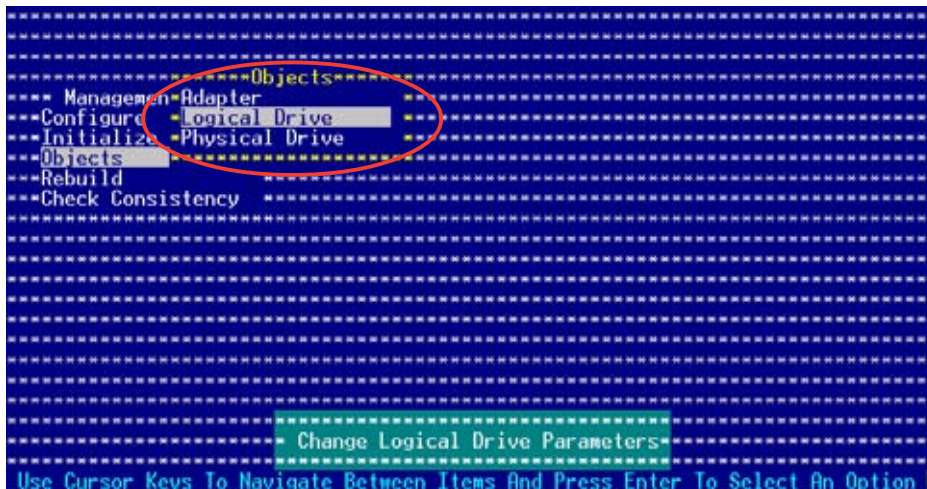 Objects
Managemen
Adapter
Configure
Logical Drive
Initialize
Physical Drive
Objects
Rebuild
Check Consistency
Change Logical Drive Parameters
Use Cursor Keys To Navigate Between Items And Press Enter To Select An Option